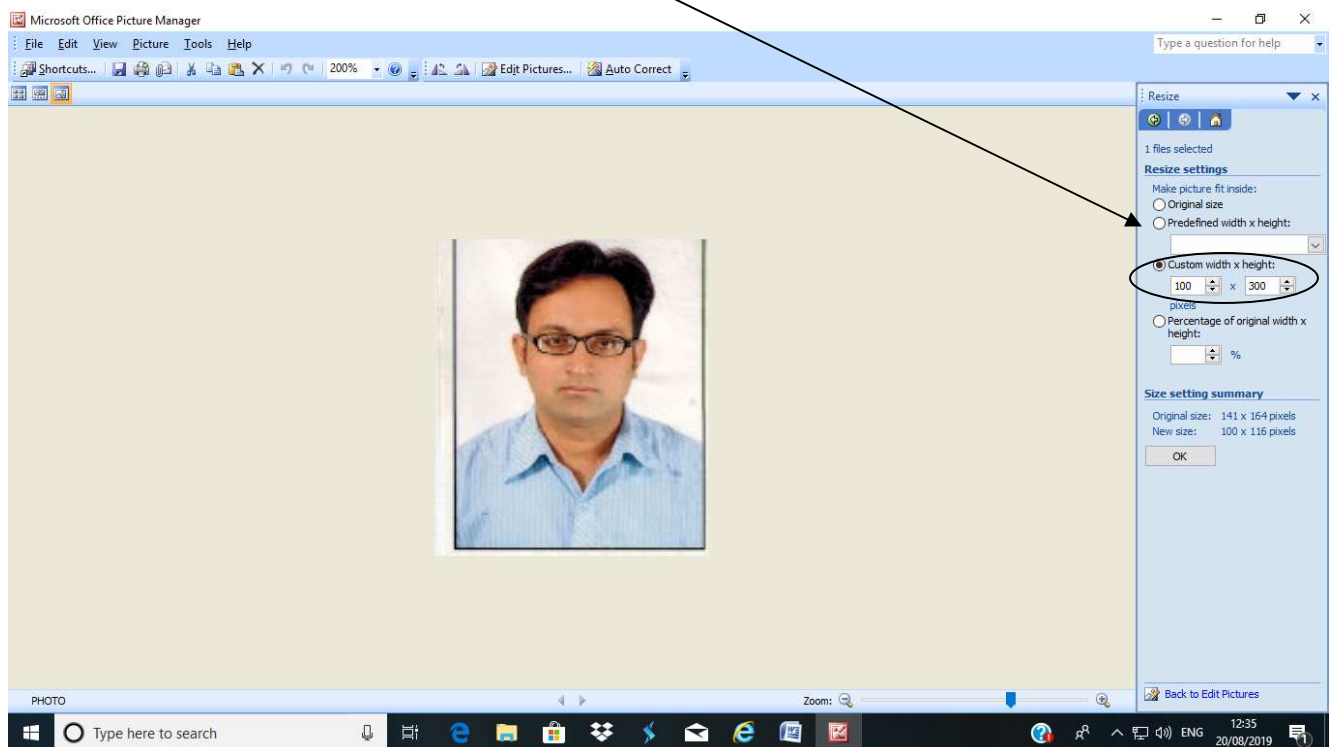 Microsoft Office Picture Manager
File Edit View Picture Tools Help
Type a question for help
Shortcuts... 200% Edit Pictures... Auto Correct
Resize
1 files selected
Resize settings
Make picture fit inside:
Original size
Predefined width x height:
Custom width x height:
100 x 300
pixels
Percentage of original width x
height:
%
Size setting summary
Original size: 141 x 164 pixels
New size: 100 x 116 pixels
OK
Back to Edit Pictures
PHOTO
Zoom:
Type here to search
ENG
12:35
20/08/2019
1